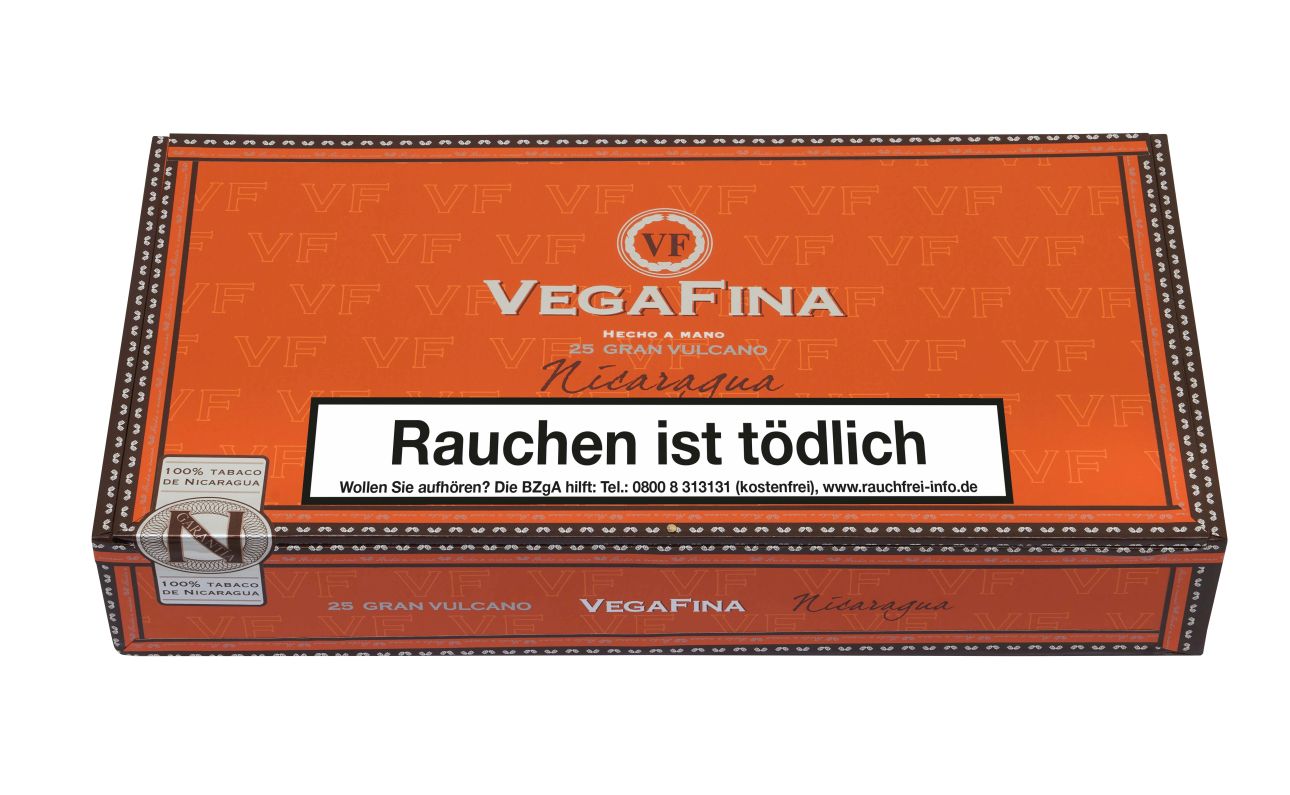 VF
VEGAFINA
HECHO A MANO
25 GRAN VULCANO
Nicaragua
Rauchen ist tödlich
Wollen Sie aufhören? Die BZgA hilft: Tel.: 0800 8 313131 (kostenfrei), www.rauchfrei-info.de
100% TABACO
DE NICARAGUA
GARANTIA
N
100% TABACO
DE NICARAGUA
25 GRAN VULCANO VEGAFINA Nicaragua